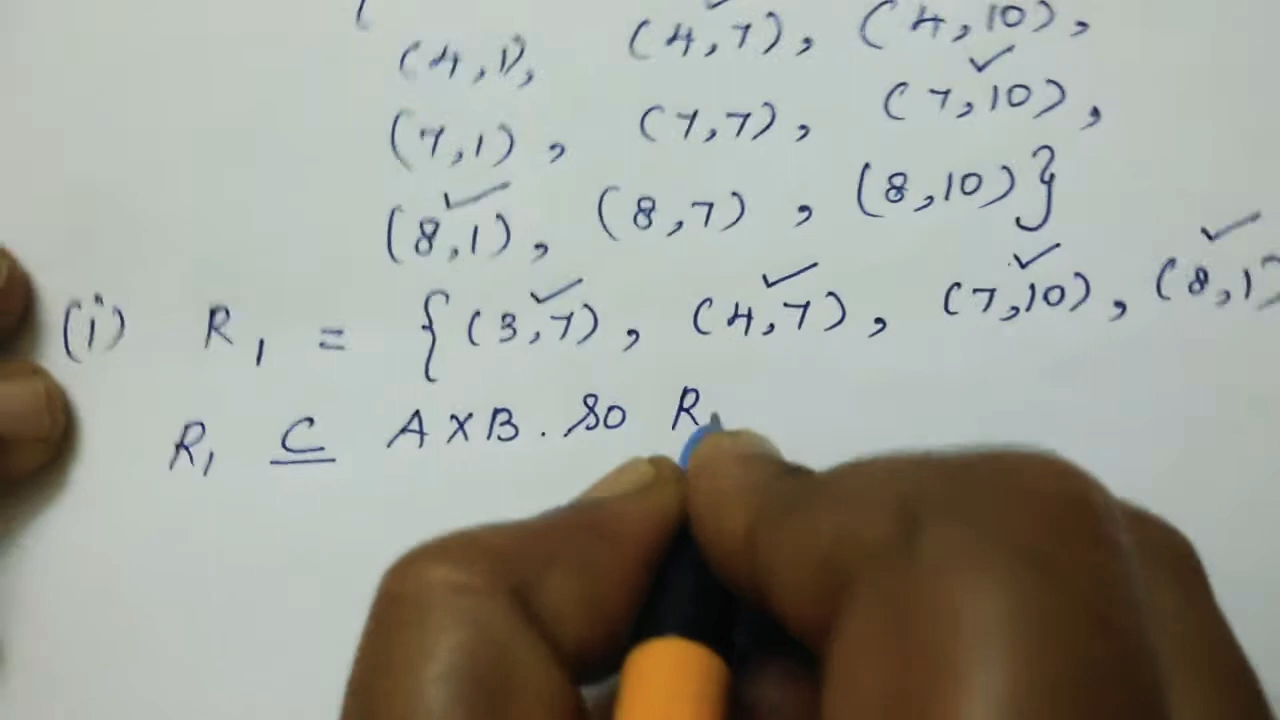 {
(4,1), (4,7), (4,10),
(7,1), (7,7), (7,10),
(8,1), (8,7), (8,10)}
(i) R₁ = {(3,7), (4,7), (7,10), (8,1)
R₁ ⊆ A×B. So R